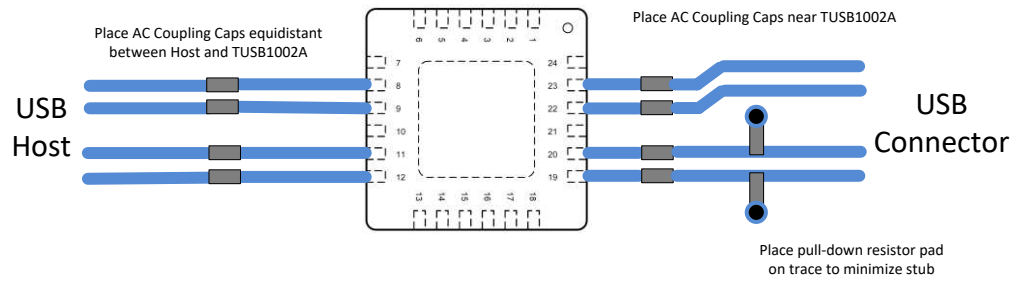 Place AC Coupling Caps equidistant
between Host and TUSB1002A
Place AC Coupling Caps near TUSB1002A
6 5 4 3 2 1
7 24
8 23
9 22
10 21
11 20
12 19
13 14 15 16 17 18
USB
Host
USB
Connector
Place pull-down resistor pad
on trace to minimize stub